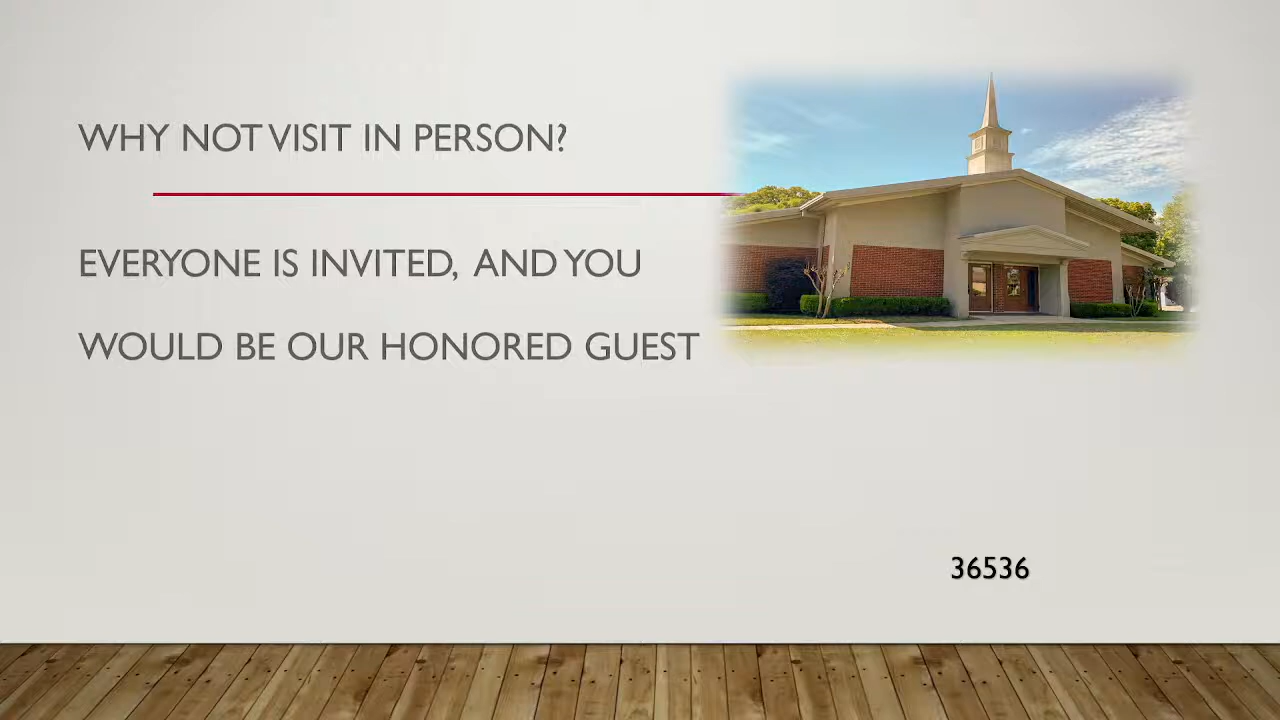 WHY NOT VISIT IN PERSON?
EVERYONE IS INVITED, AND YOU
WOULD BE OUR HONORED GUEST
36536